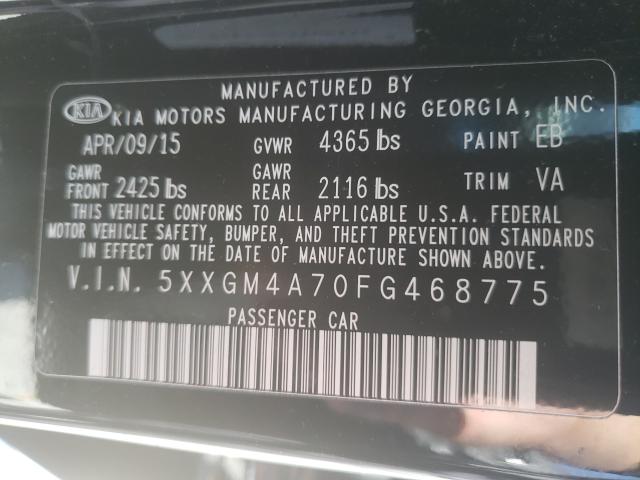 MANUFACTURED BY
KIA KIA MOTORS MANUFACTURING GEORGIA, INC.
APR/09/15 GVWR 4365 lbs PAINT EB
GAWR FRONT 2425 lbs GAWR REAR 2116 lbs TRIM VA
THIS VEHICLE CONFORMS TO ALL APPLICABLE U.S.A. FEDERAL
MOTOR VEHICLE SAFETY, BUMPER, AND THEFT PREVENTION STANDARDS
IN EFFECT ON THE DATE OF MANUFACTURE SHOWN ABOVE.
V.I.N. 5XXGM4A70FG468775
PASSENGER CAR